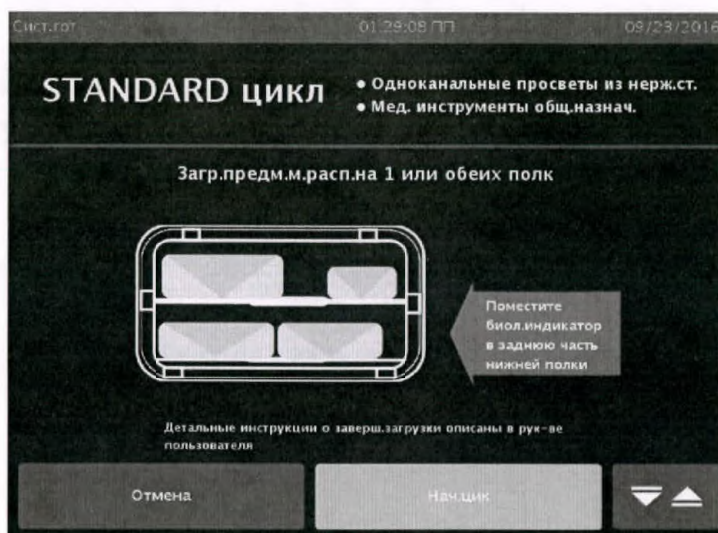 Сист.гот 01:29:08 ПП 09/23/2016
STANDARD цикл
• Одноканальные просветы из нерж.ст.
• Мед. инструменты общ.назнач.
Загр.предм.м.расп.на 1 или обеих полк
Поместите
биол.индикатор
в заднюю часть
нижней полки
Детальные инструкции о заверш.загрузки описаны в рук-ве
пользователя
Отмена
Нач.цик